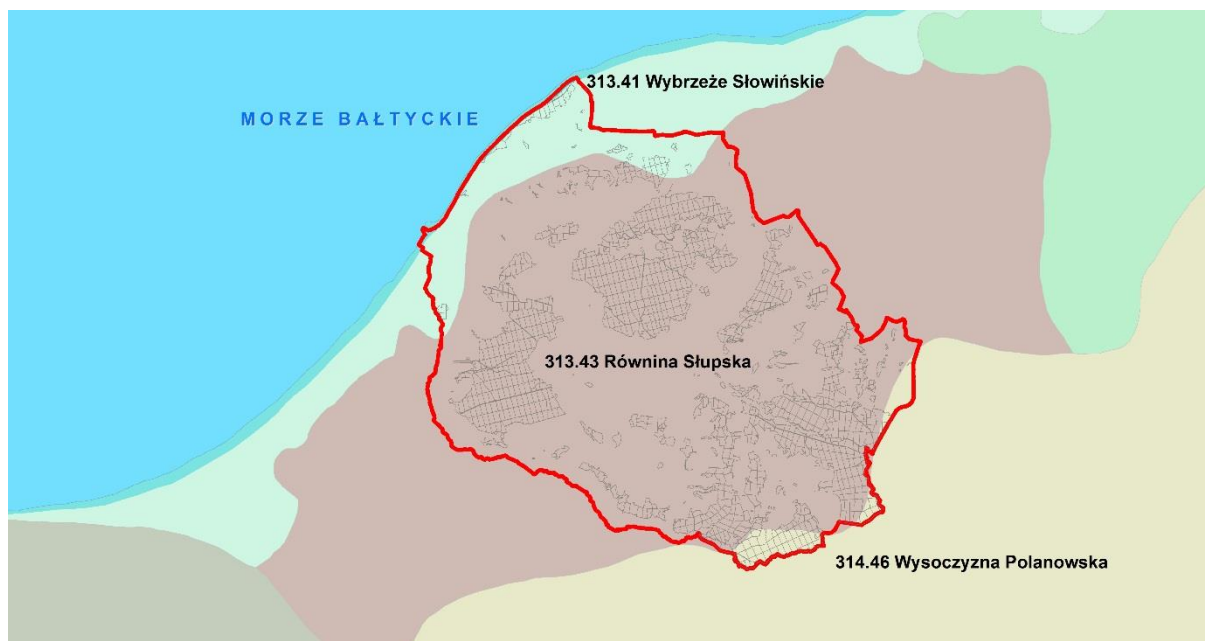 313.41 Wybrzeże Słowińskie
MORZE BAŁTYCKIE
313.43 Równina Słupska
314.46 Wysoczyzna Polanowska